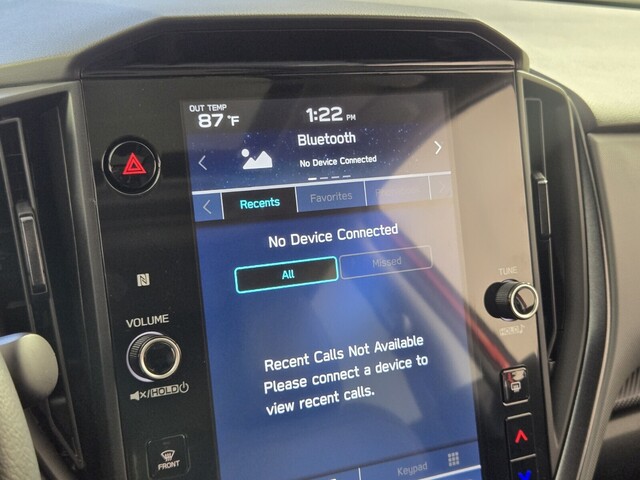 OUT TEMP
87 °F
1:22 PM
Bluetooth
No Device Connected
Recents
Favorites
No Device Connected
All
Missed
TUNE
VOLUME
HOLD
Recent Calls Not Available
Please connect a device to
view recent calls.
FRONT
Keypad